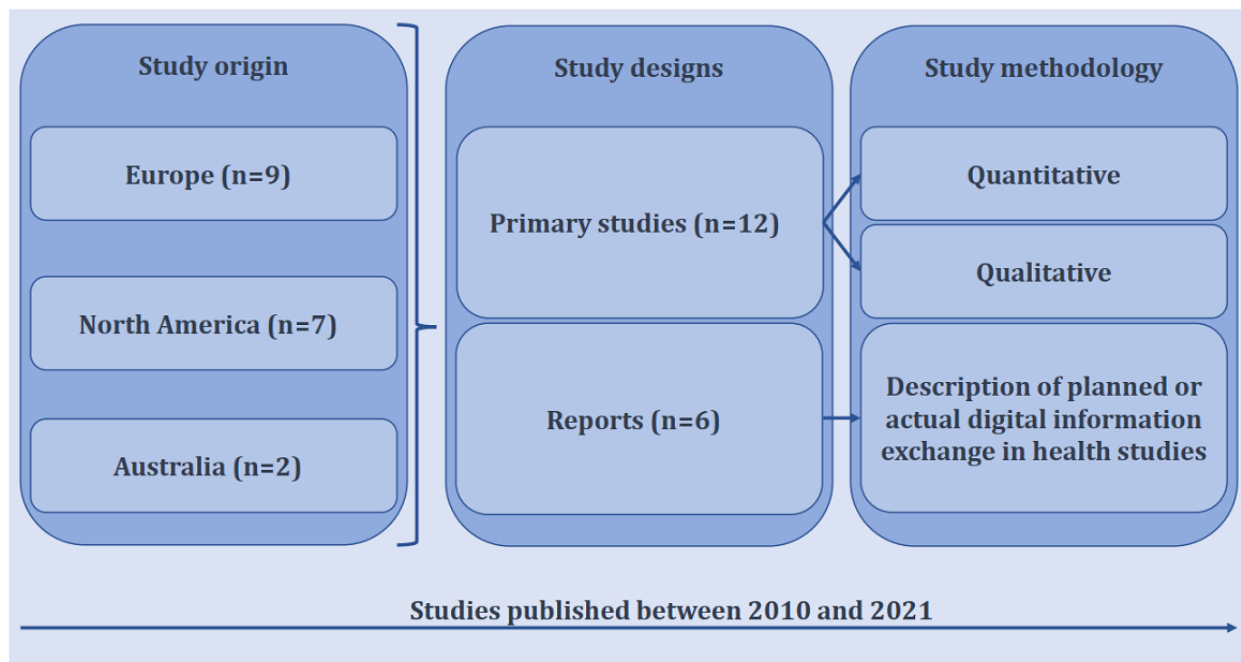 Study origin
Europe (n=9)
North America (n=7)
Australia (n=2)
Study designs
Primary studies (n=12)
Reports (n=6)
Study methodology
Quantitative
Qualitative
Description of planned or
actual digital information
exchange in health studies
Studies published between 2010 and 2021